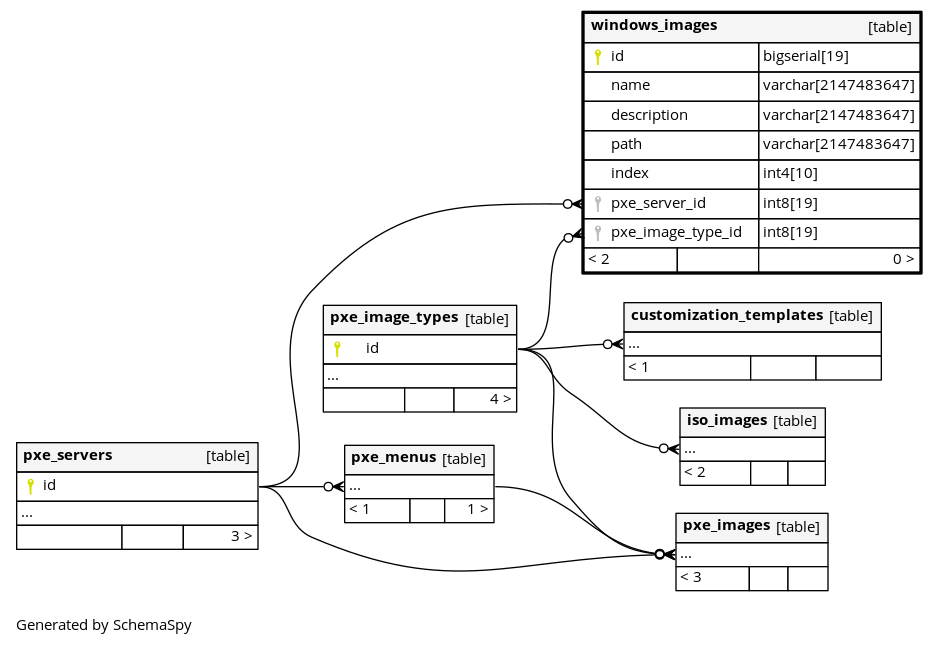 windows_images [table]
id bigserial[19]
name varchar[2147483647]
description varchar[2147483647]
path varchar[2147483647]
index int4[10]
pxe_server_id int8[19]
pxe_image_type_id int8[19]
< 2 0 >
pxe_image_types [table]
id
...
4 >
customization_templates [table]
...
< 1
iso_images [table]
...
< 2
pxe_servers [table]
id
...
3 >
pxe_menus [table]
...
< 1 1 >
pxe_images [table]
...
< 3
Generated by SchemaSpy